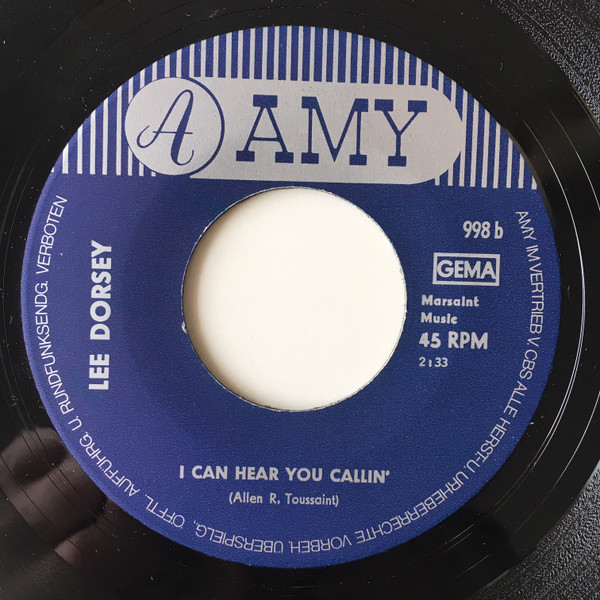 A AMY
998 b
GEMA
Marsaint
Music
45 RPM
2:33
LEE DORSEY
I CAN HEAR YOU CALLIN'
(Allen R. Toussaint)
AMY IM VERTRIEB V. CBS ALLE HERST.- U. URHEBERRECHTE VORBEH. ÜBERSPIELG., ÖFFTL. AUFFÜHRG. U. RUNDFUNKSENDG. VERBOTEN